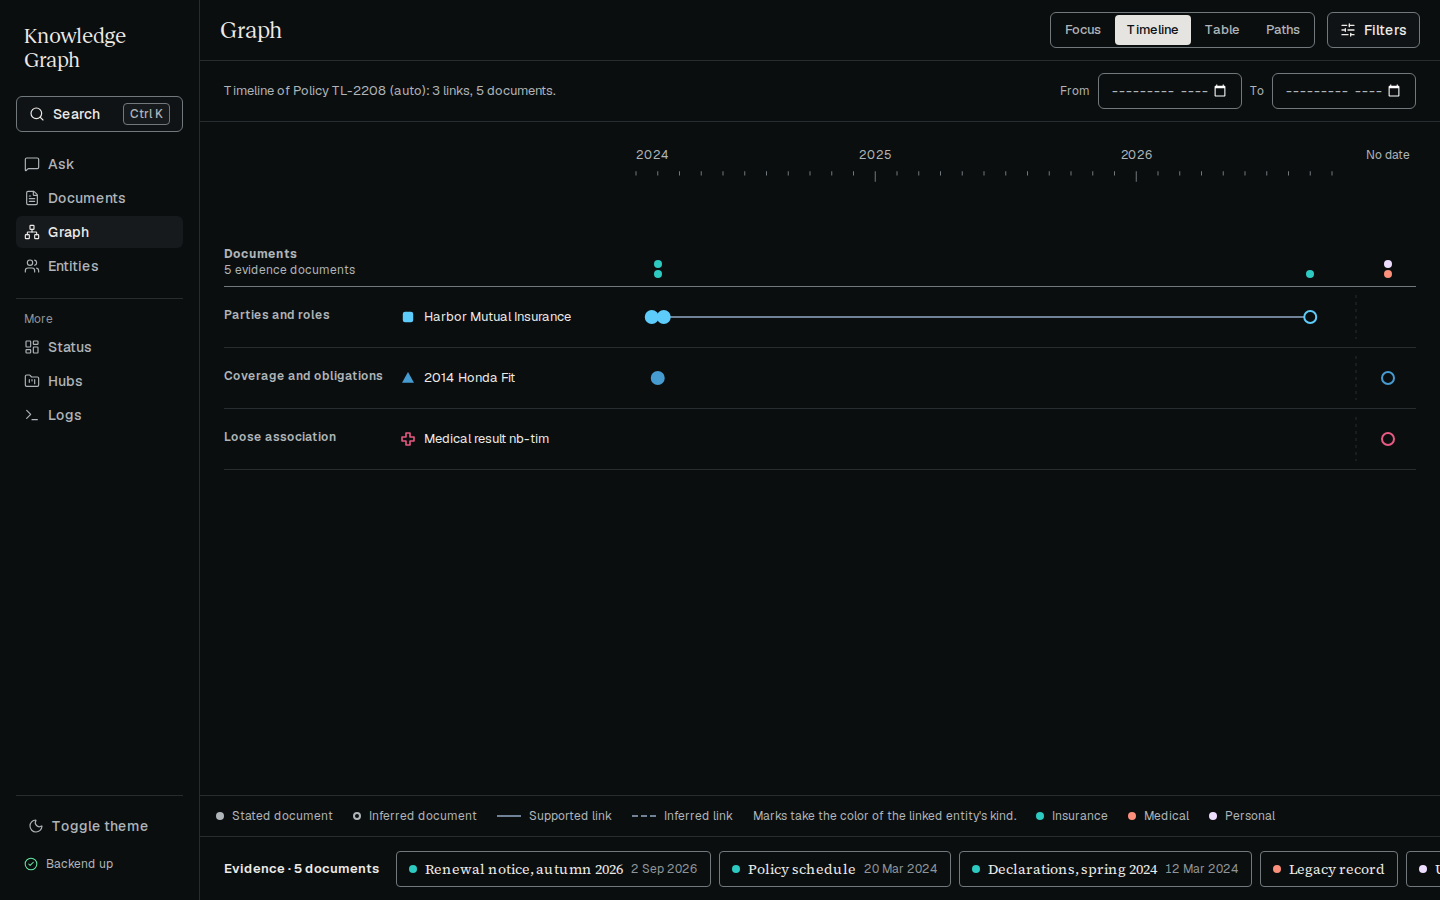 Knowledge
Graph
Search Ctrl K
Ask
Documents
Graph
Entities
More
Status
Hubs
Logs
Toggle theme
Backend up
Graph
Focus Timeline Table Paths Filters
Timeline of Policy TL-2208 (auto): 3 links, 5 documents.
From --------- ---- To --------- ----
2024 2025 2026 No date
Documents
5 evidence documents
Parties and roles Harbor Mutual Insurance
Coverage and obligations 2014 Honda Fit
Loose association Medical result nb-tim
Stated document Inferred document Supported link Inferred link Marks take the color of the linked entity's kind. Insurance Medical Personal
Evidence · 5 documents Renewal notice, autumn 2026 2 Sep 2026 Policy schedule 20 Mar 2024 Declarations, spring 2024 12 Mar 2024 Legacy record